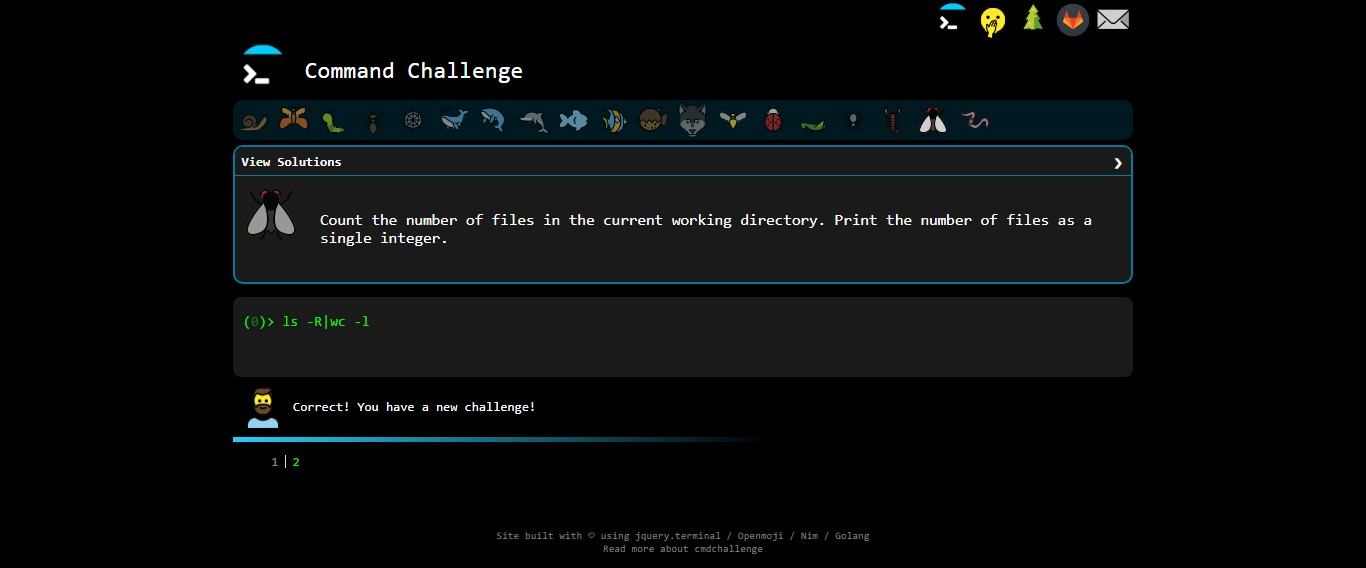 Command Challenge
View Solutions
Count the number of files in the current working directory. Print the number of files as a
single integer.
(0)> ls -R|wc -l
Correct! You have a new challenge!
1 2
Site built with ♡ using jquery.terminal / Openmoji / Nim / Golang
Read more about cmdchallenge